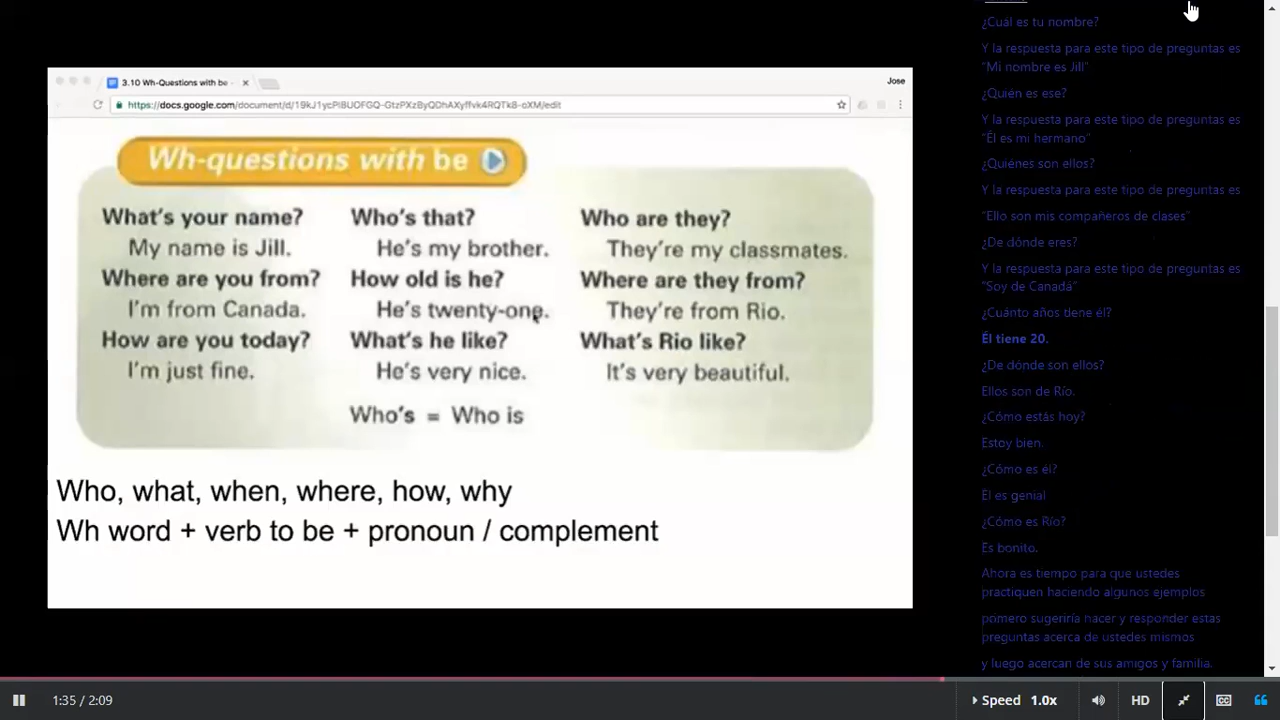 3.10 Wh-Questions with be -
Jose
Wh-questions with be
What's your name?
My name is Jill.
Where are you from?
I'm from Canada.
How are you today?
I'm just fine.
Who's that?
He's my brother.
How old is he?
He's twenty-one.
What's he like?
He's very nice.
Who's = Who is
Who are they?
They're my classmates.
Where are they from?
They're from Rio.
What's Rio like?
It's very beautiful.
Who, what, when, where, how, why
Wh word + verb to be + pronoun / complement
¿Cuál es tu nombre?
Y la respuesta para este tipo de preguntas es
"Mi nombre es Jill"
¿Quién es ese?
Y la respuesta para este tipo de preguntas es
"Él es mi hermano"
¿Quiénes son ellos?
Y la respuesta para este tipo de preguntas es
"Ello son mis compañeros de clases"
¿De dónde eres?
Y la respuesta para este tipo de preguntas es
"Soy de Canadá"
¿Cuánto años tiene él?
Él tiene 20.
¿De dónde son ellos?
Ellos son de Río.
¿Cómo estás hoy?
Estoy bien.
¿Cómo es él?
Él es genial
¿Cómo es Río?
Es bonito.
Ahora es tiempo para que ustedes
practiquen haciendo algunos ejemplos
pomero sugeriría hacer y responder estas
preguntas acerca de ustedes mismos
y luego acercan de sus amigos y familia.
1:35 / 2:09
Speed 1.0x
HD
CC